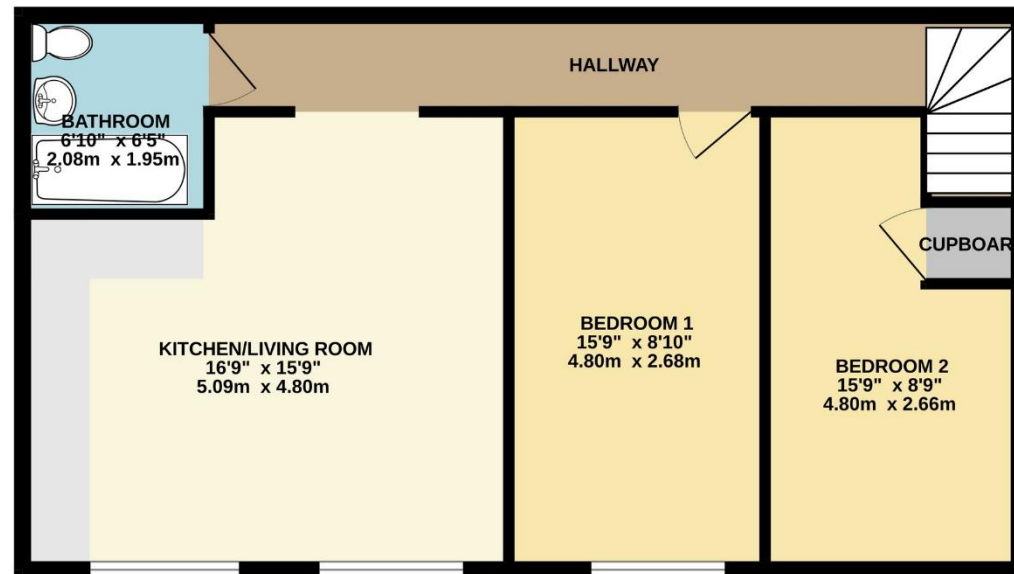 HALLWAY
BATHROOM
6'10" x 6'5"
2.08m x 1.95m
CUPBOAR
KITCHEN/LIVING ROOM
16'9" x 15'9"
5.09m x 4.80m
BEDROOM 1
15'9" x 8'10"
4.80m x 2.68m
BEDROOM 2
15'9" x 8'9"
4.80m x 2.66m